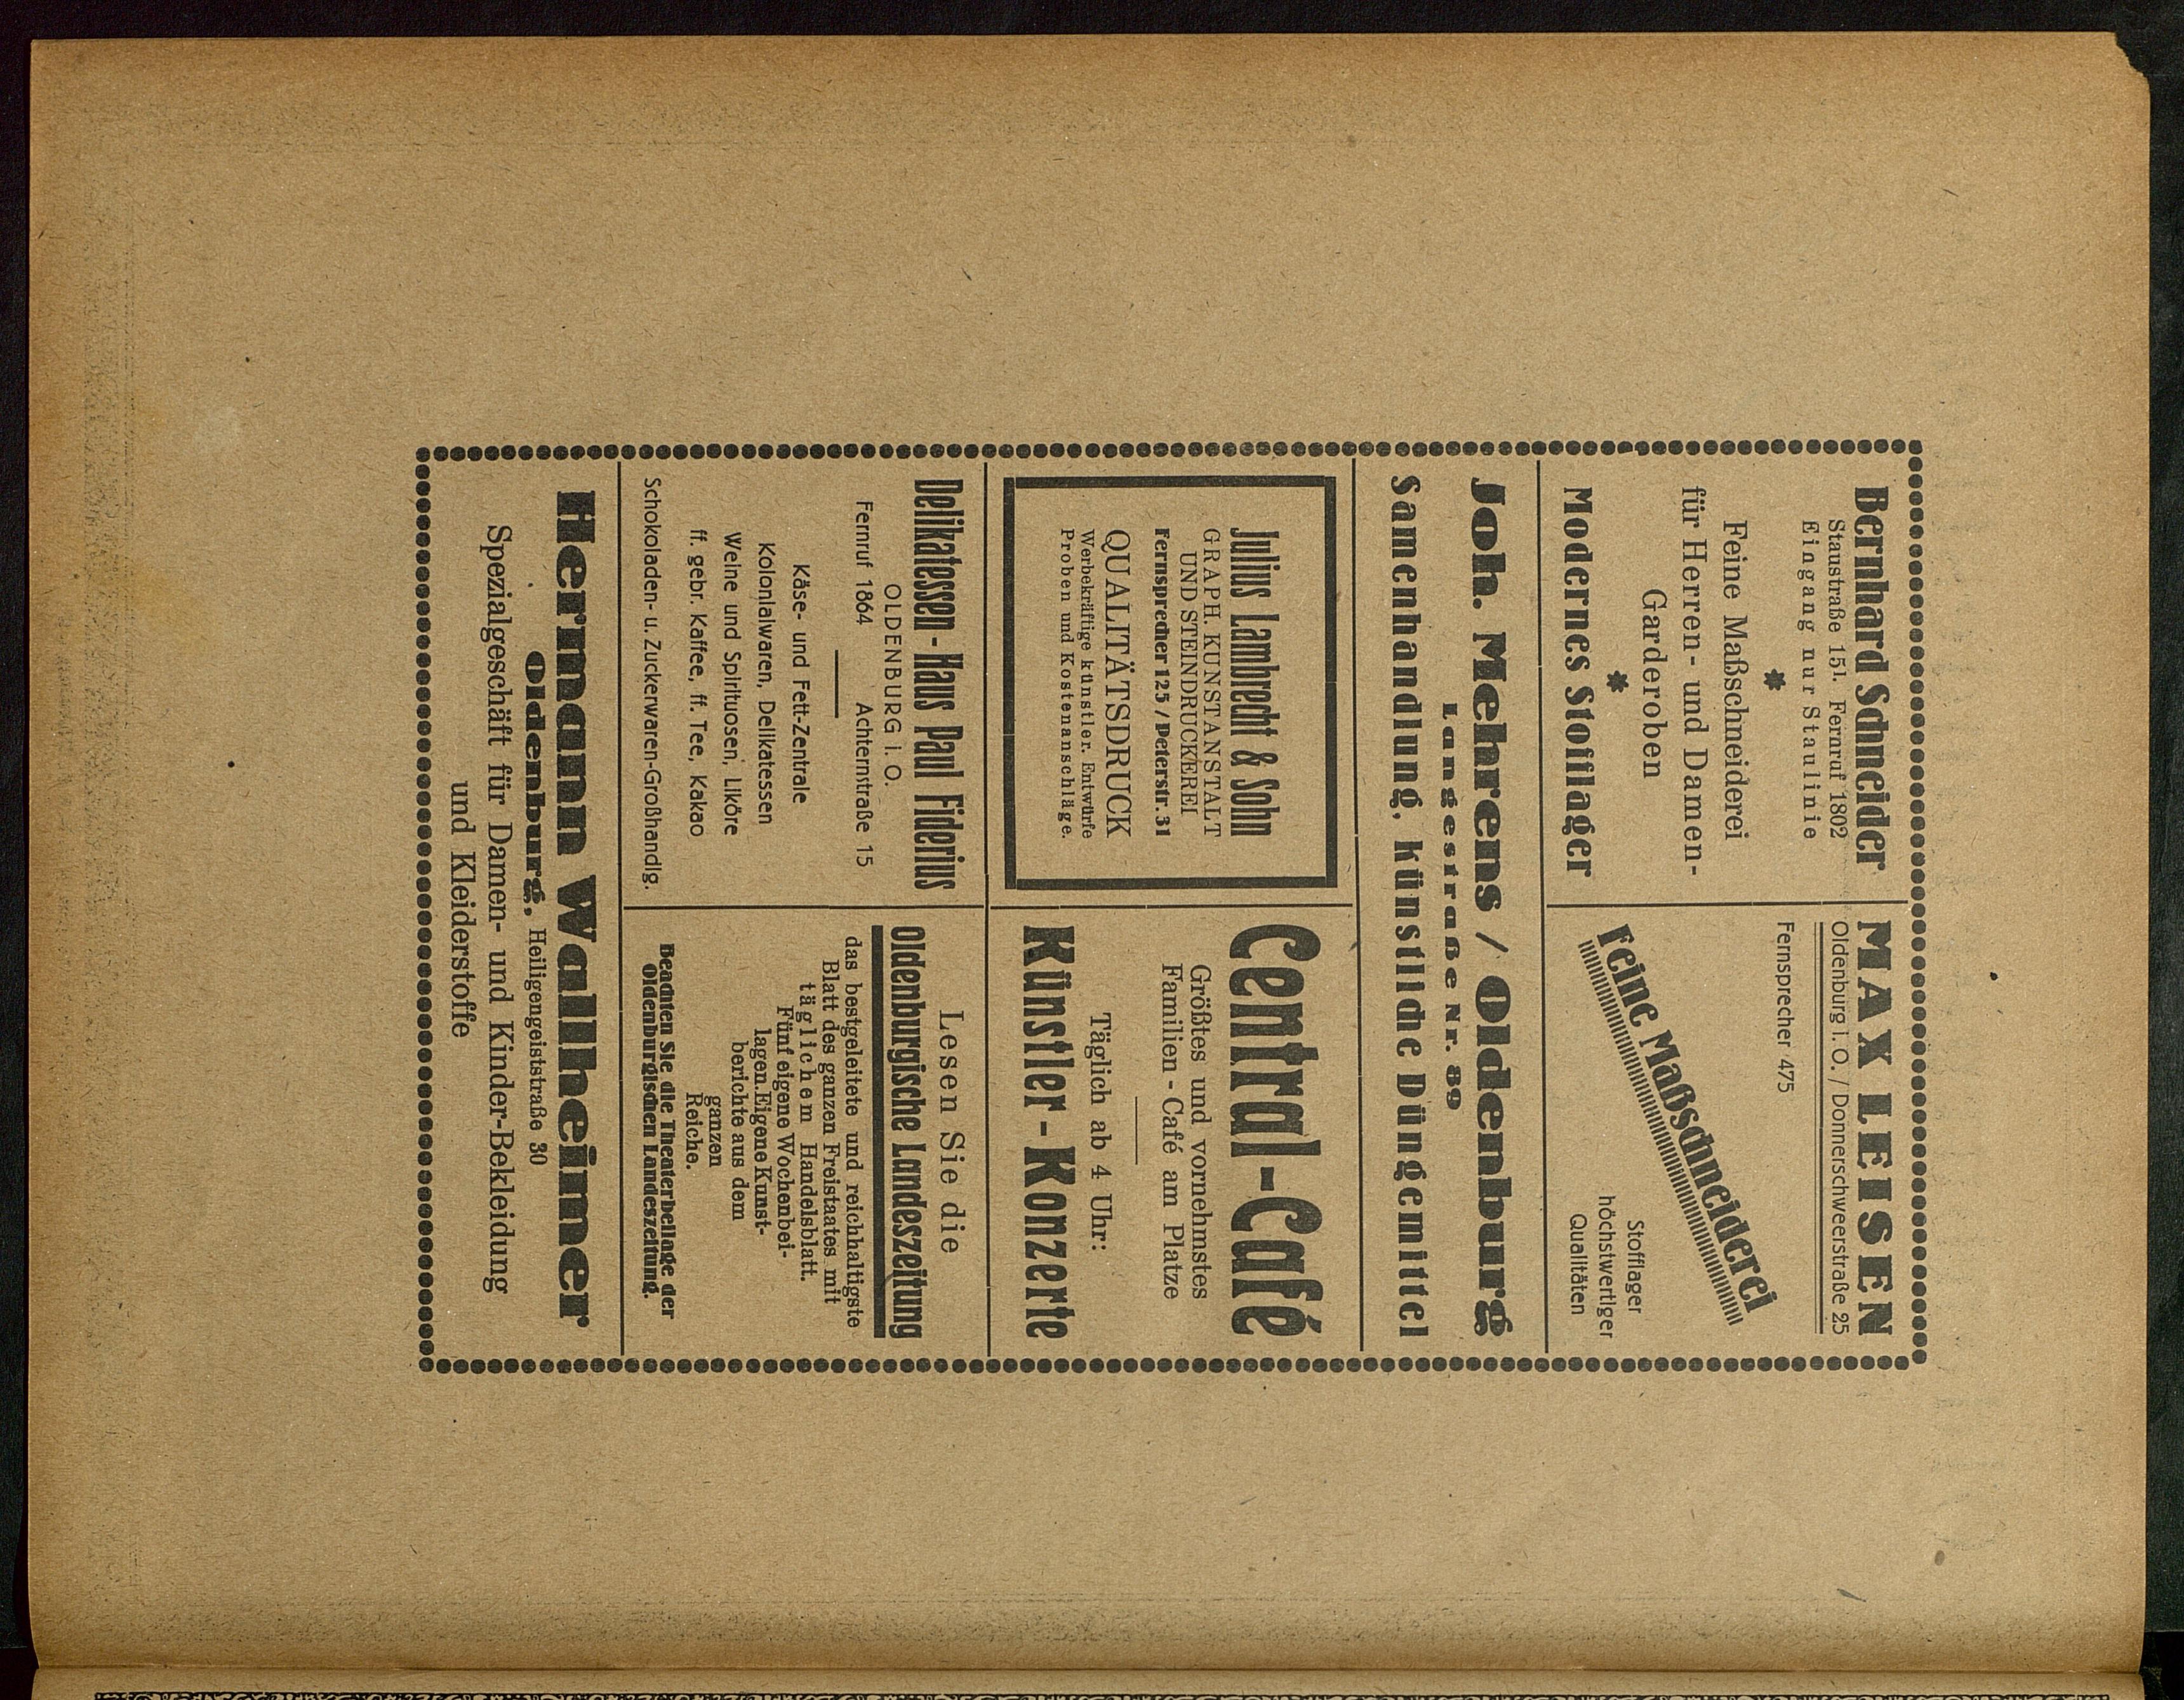 Bernhard Schneider
Staustraße 15 I. Fernruf 1802
Eingang nur Staulinie
Feine Maßschneiderei
für Herren- und Damen-
Garderoben
Modernes Stofflager
MAX LEISEN
Oldenburg i. O. / Donnerschweerstraße 25
Fernsprecher 475
Feine Maßschneiderei
Stofflager
höchstwertiger
Qualitäten
Joh. Mehrens / Oldenburg
Langestraße Nr. 89
Samenhandlung, künstliche Düngemittel
Julius Lambrecht & Sohn
GRAPH. KUNSTANSTALT
UND STEINDRUCKEREI
Fernsprecher 125 / Peterstr. 31
QUALITÄTSDRUCK
Werbekräftige künstler. Entwürfe
Proben und Kostenanschläge.
Central-Café
Größtes und vornehmstes
Familien-Café am Platze
Täglich ab 4 Uhr:
Künstler-Konzerte
Delikatessen-Haus Paul Fiderius
OLDENBURG I. O.
Fernruf 1864 Achternstraße 15
Käse- und Fett-Zentrale
Kolonialwaren, Delikatessen
Weine und Spirituosen, Liköre
ff. gebr. Kaffee, ff. Tee, Kakao
Schokoladen- u. Zuckerwaren-Großhandlg.
Lesen Sie die
Oldenburgische Landeszeitung
das bestgeleitete und reichhaltigste
Blatt des ganzen Freistaates mit
täglichem Handelsblatt.
Fünf eigene Wochenbei-
lagen. Eigene Kunst-
berichte aus dem
ganzen
Reiche.
Beachten Sie die Theaterbeilage der
Oldenburgischen Landeszeitung.
Hermann Wallheimer
Oldenburg, Heiligengeiststraße 30
Spezialgeschäft für Damen- und Kinder-Bekleidung
und Kleiderstoffe